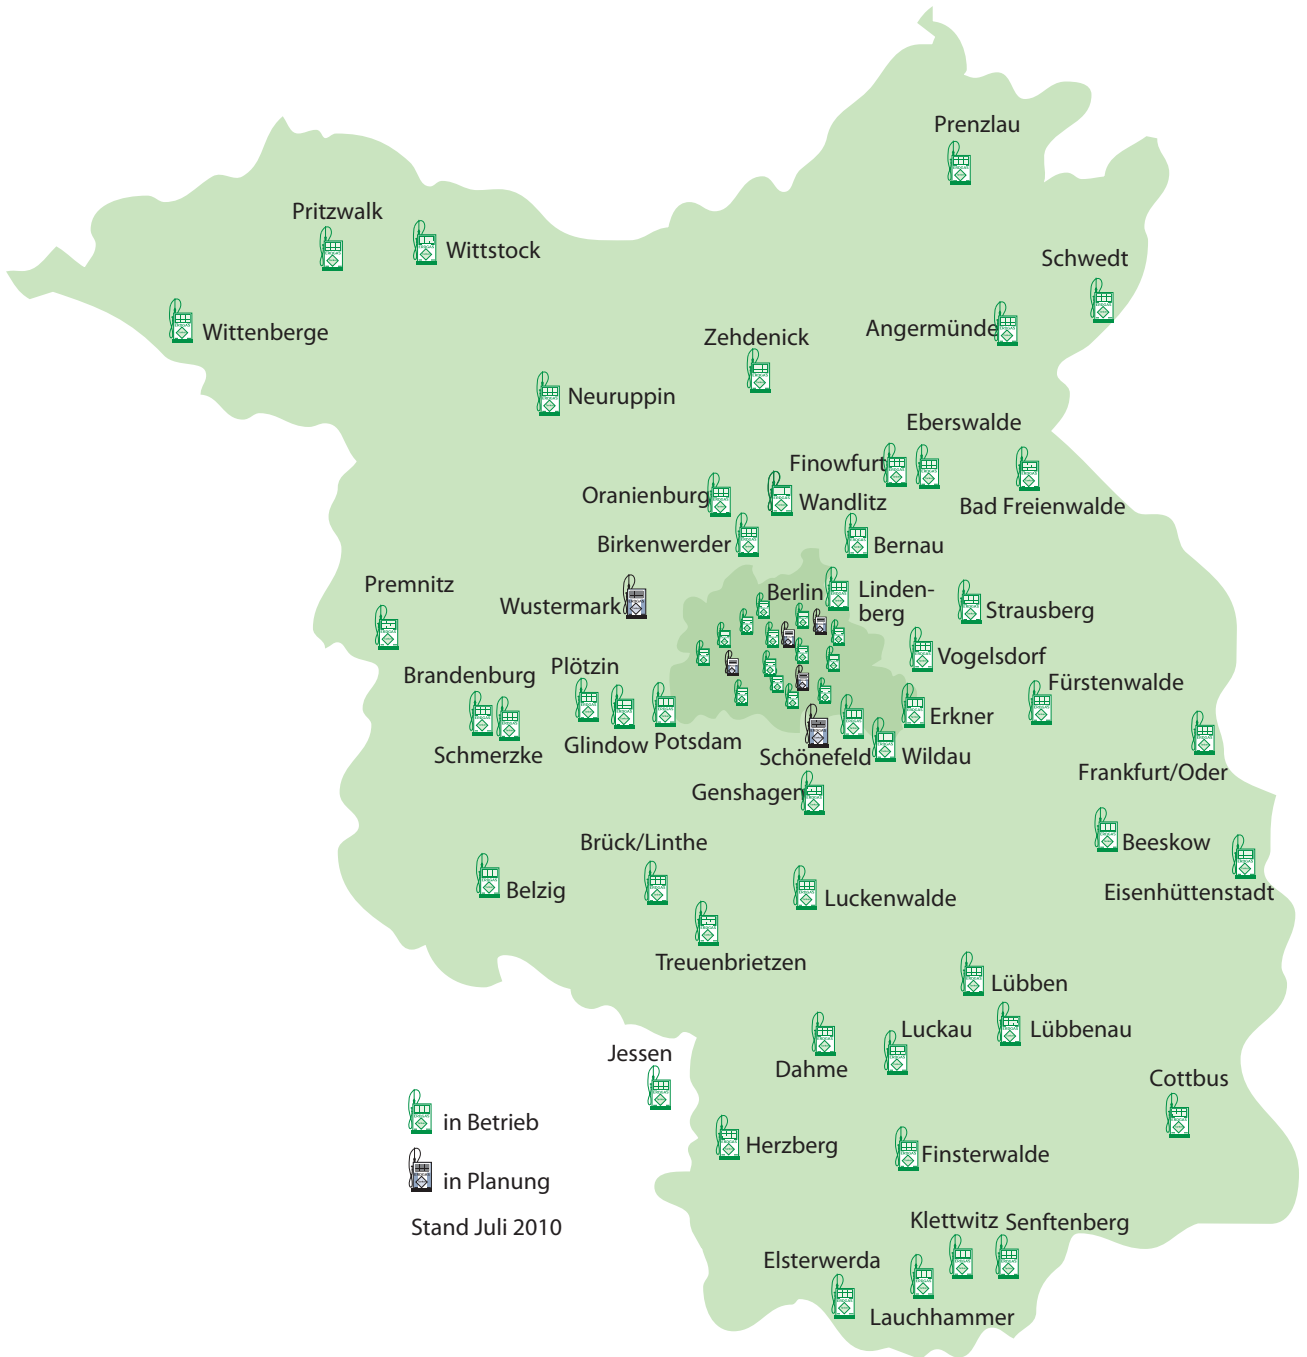 Prenzlau
Pritzwalk
Wittstock
Schwedt
Wittenberge
Angermünde
Zehdenick
Neuruppin
Eberswalde
Finowfurt
Oranienburg
Wandlitz
Bad Freienwalde
Birkenwerder
Bernau
Premnitz
Wustermark
Berlin
Linden-
berg
Strausberg
Vogelsdorf
Plötzin
Brandenburg
Fürstenwalde
Erkner
Glindow
Potsdam
Schmerzke
Schönefeld
Wildau
Frankfurt/Oder
Genshagen
Brück/Linthe
Beeskow
Belzig
Luckenwalde
Eisenhüttenstadt
Treuenbrietzen
Lübben
Luckau
Lübbenau
Jessen
Dahme
Cottbus
in Betrieb
Herzberg
Finsterwalde
in Planung
Stand Juli 2010
Klettwitz
Senftenberg
Elsterwerda
Lauchhammer